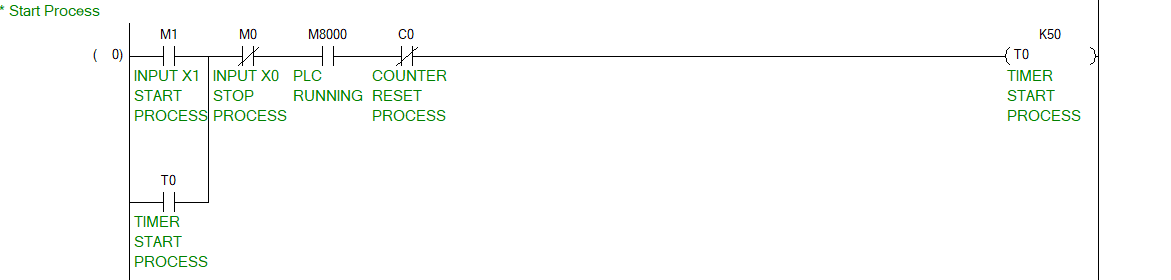 * Start Process
M1 M0 M8000 C0 K50
( 0) T0
INPUT X1 INPUT X0 PLC COUNTER TIMER
START STOP RUNNING RESET START
PROCESS PROCESS PROCESS PROCESS
T0
TIMER
START
PROCESS